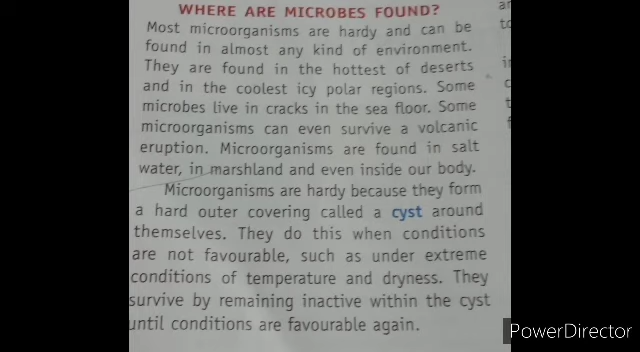 WHERE ARE MICROBES FOUND?
Most microorganisms are hardy and can be
found in almost any kind of environment.
They are found in the hottest of deserts
and in the coolest icy polar regions. Some
microbes live in cracks in the sea floor. Some
microorganisms can even survive a volcanic
eruption. Microorganisms are found in salt
water, in marshland and even inside our body.
Microorganisms are hardy because they form
a hard outer covering called a cyst around
themselves. They do this when conditions
are not favourable, such as under extreme
conditions of temperature and dryness. They
survive by remaining inactive within the cyst
until conditions are favourable again.
PowerDirector